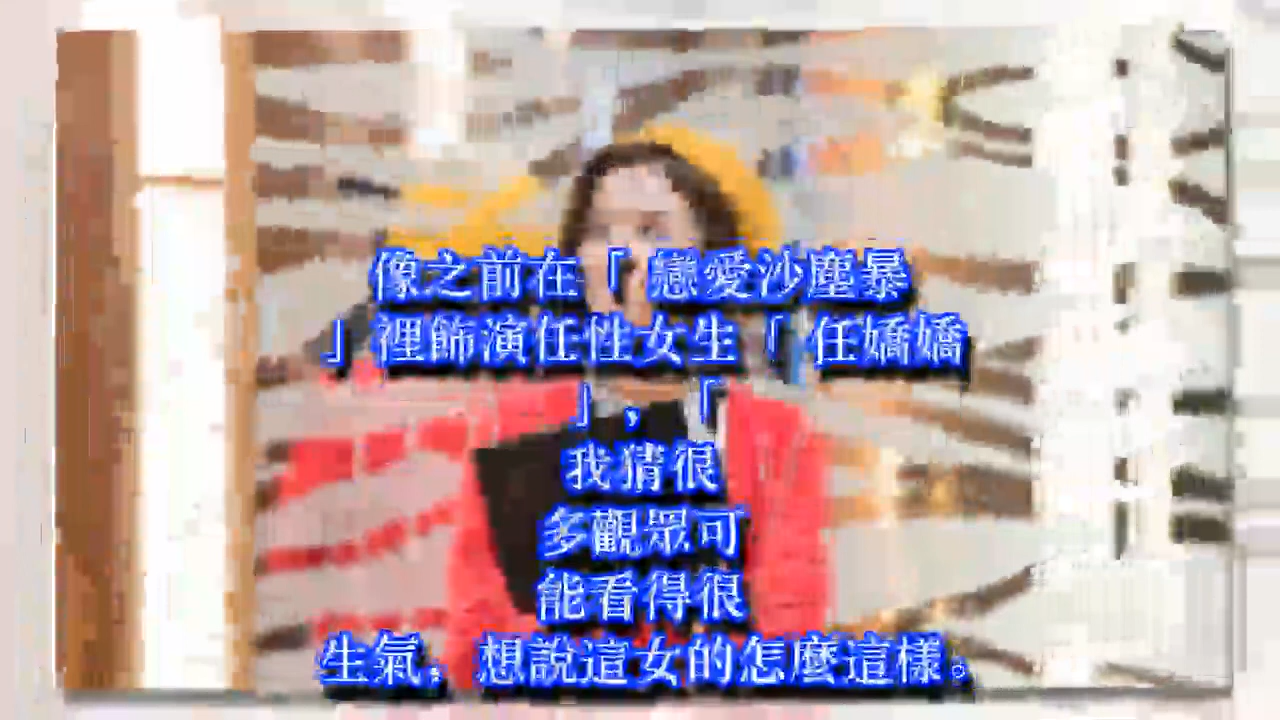 像之前在「戀愛沙塵暴
」裡飾演任性女生「任嬌嬌
」,「
我猜很
多觀眾可
能看得很
生氣,想說這女的怎麼這樣。